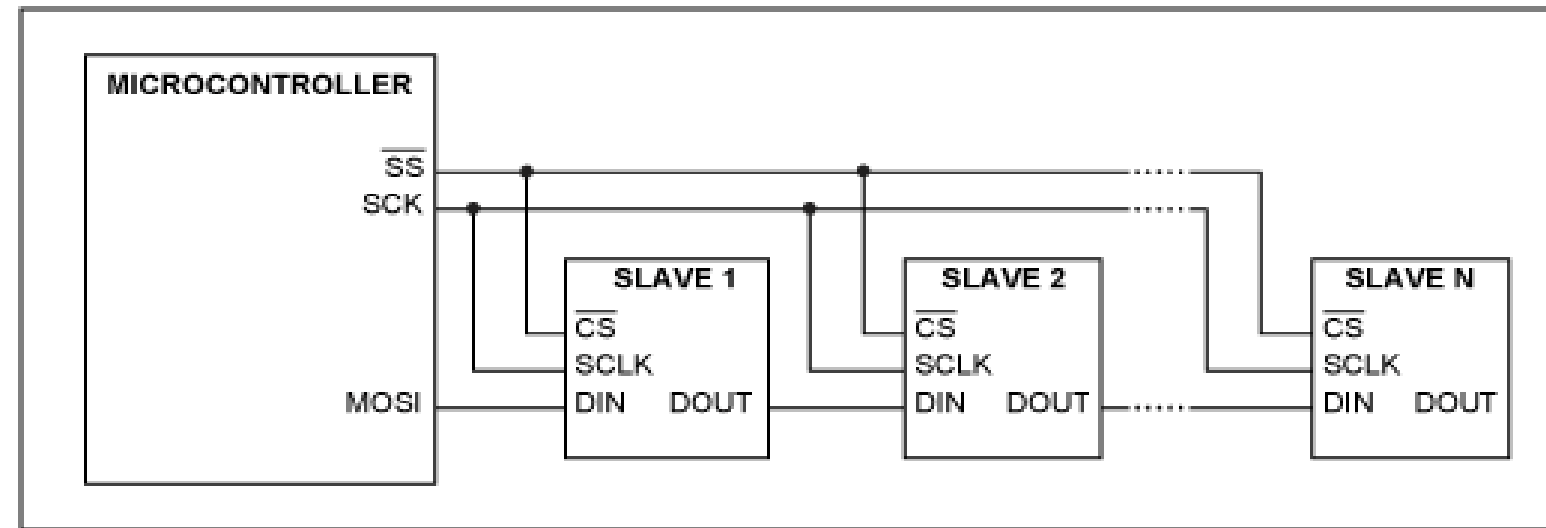 MICROCONTROLLER
SS
SCK
MOSI
SLAVE 1
CS
SCLK
DIN DOUT
SLAVE 2
CS
SCLK
DIN DOUT
SLAVE N
CS
SCLK
DIN DOUT